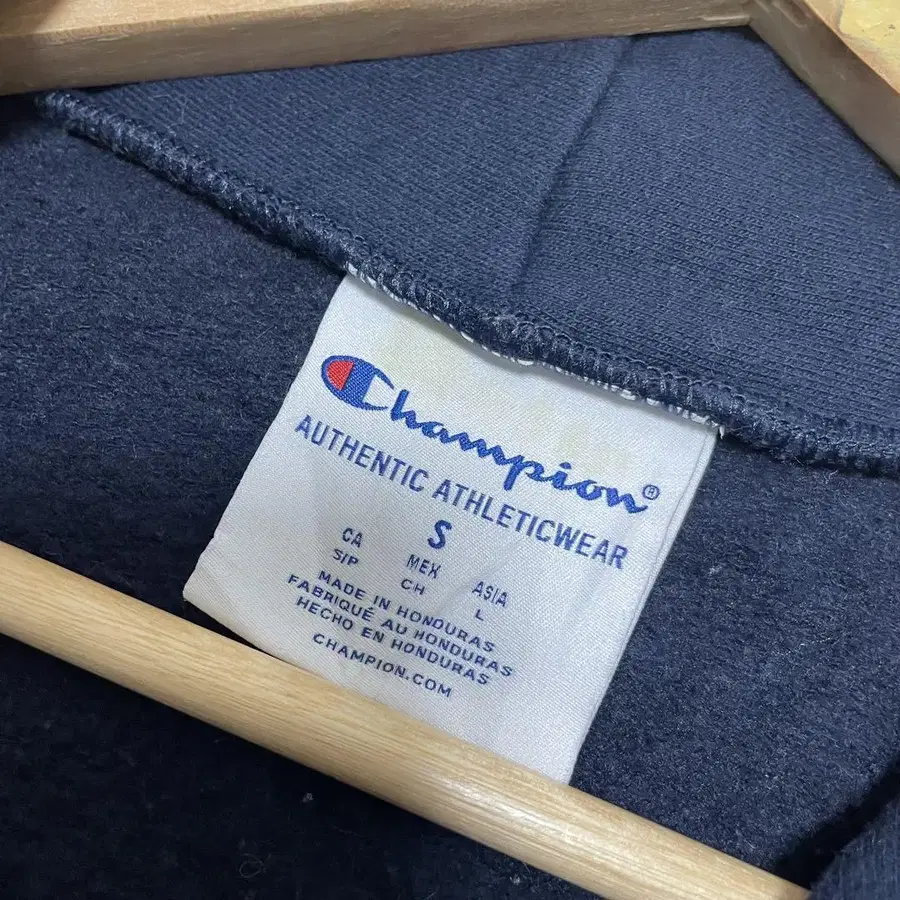 Champion®
AUTHENTIC ATHLETICWEAR
S
CA MEX ASIA
S/P CH L
MADE IN HONDURAS
FABRIQUÉ AU HONDURAS
HECHO EN HONDURAS
CHAMPION.COM